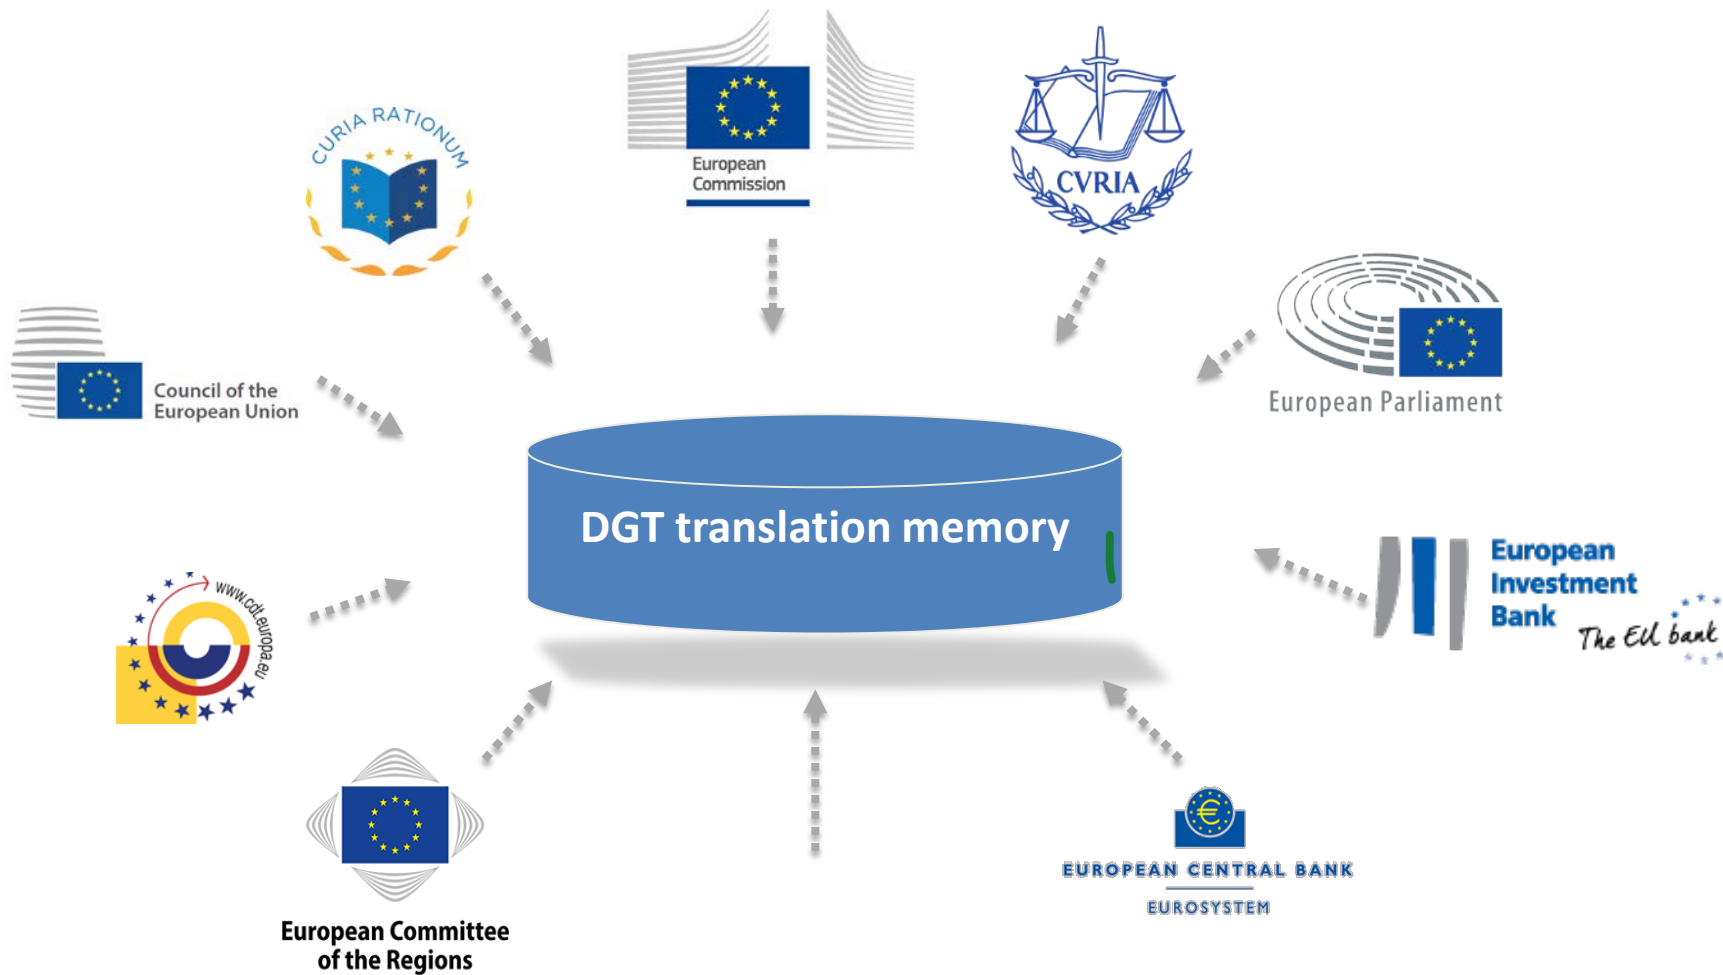 CURIA RATIONUM
European
Commission
CVRIA
Council of the
European Union
European Parliament
DGT translation memory
www.cdt.europa.eu
European
Investment
Bank
The EU bank
€
EUROPEAN CENTRAL BANK
EUROSYSTEM
European Committee
of the Regions